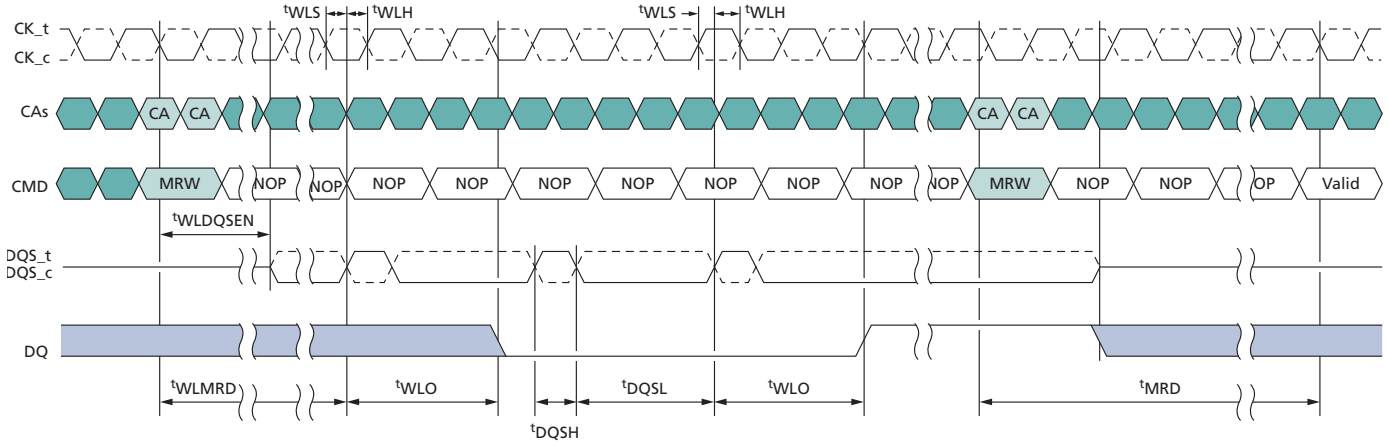 tWLS tWLH tWLS tWLH
CK_t
CK_c
CAs CA CA CA CA
CMD MRW NOP NOP NOP NOP NOP NOP NOP NOP NOP NOP MRW NOP NOP OP Valid
tWLDQSEN
DQS_t
DQS_c
DQ
tWLMRD tWLO tDQSL tWLO tMRD
tDQSH